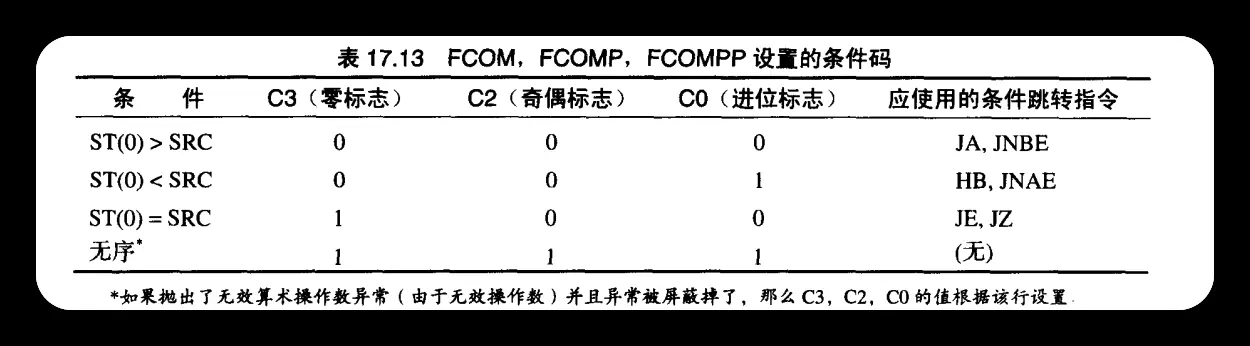 表 17.13 FCOM，FCOMP，FCOMPP 设置的条件码
条 件 C3（零标志） C2（奇偶标志） C0（进位标志） 应使用的条件跳转指令
ST(0) > SRC 0 0 0 JA, JNBE
ST(0) < SRC 0 0 1 HB, JNAE
ST(0) = SRC 1 0 0 JE, JZ
无序* 1 1 1 (无)
*如果抛出了无效算术操作数异常（由于无效操作数）并且异常被屏蔽掉了，那么 C3，C2，C0 的值根据该行设置.